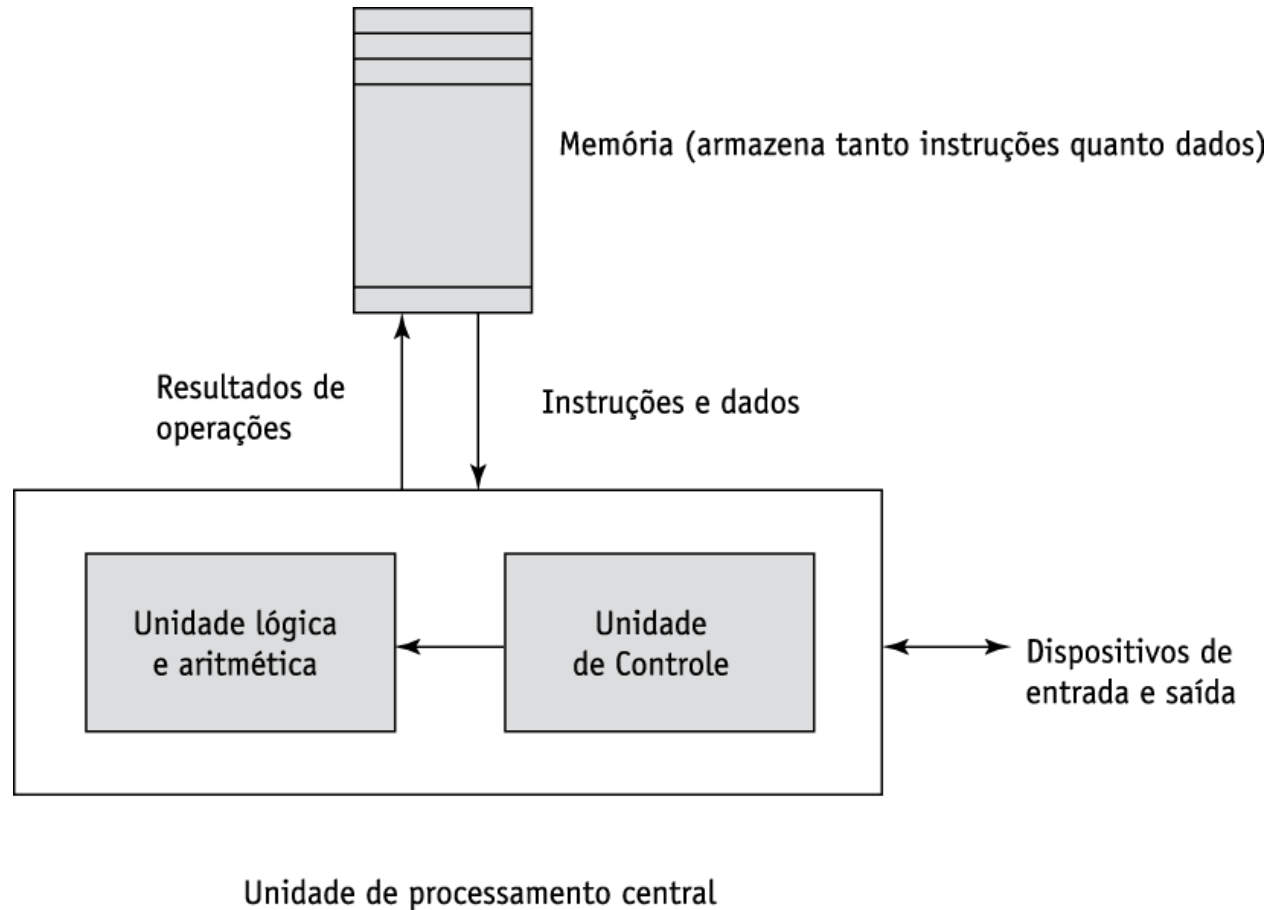 Memória (armazena tanto instruções quanto dados)
Resultados de
operações
Instruções e dados
Unidade lógica
e aritmética
Unidade
de Controle
Dispositivos de
entrada e saída
Unidade de processamento central